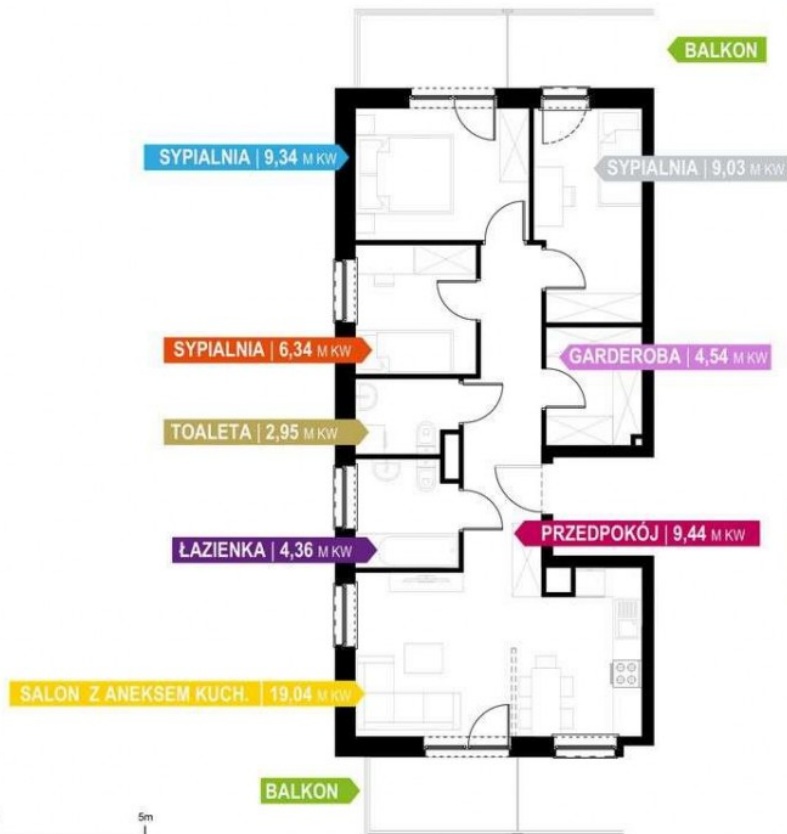 BALKON
SYPIALNIA | 9,34 M KW
SYPIALNIA | 9,03 M KW
SYPIALNIA | 6,34 M KW
GARDEROBA | 4,54 M KW
TOALETA | 2,95 M KW
PRZEDPOKÓJ | 9,44 M KW
ŁAZIENKA | 4,36 M KW
SALON Z ANEKSEM KUCH. | 19,04 M KW
BALKON
5m